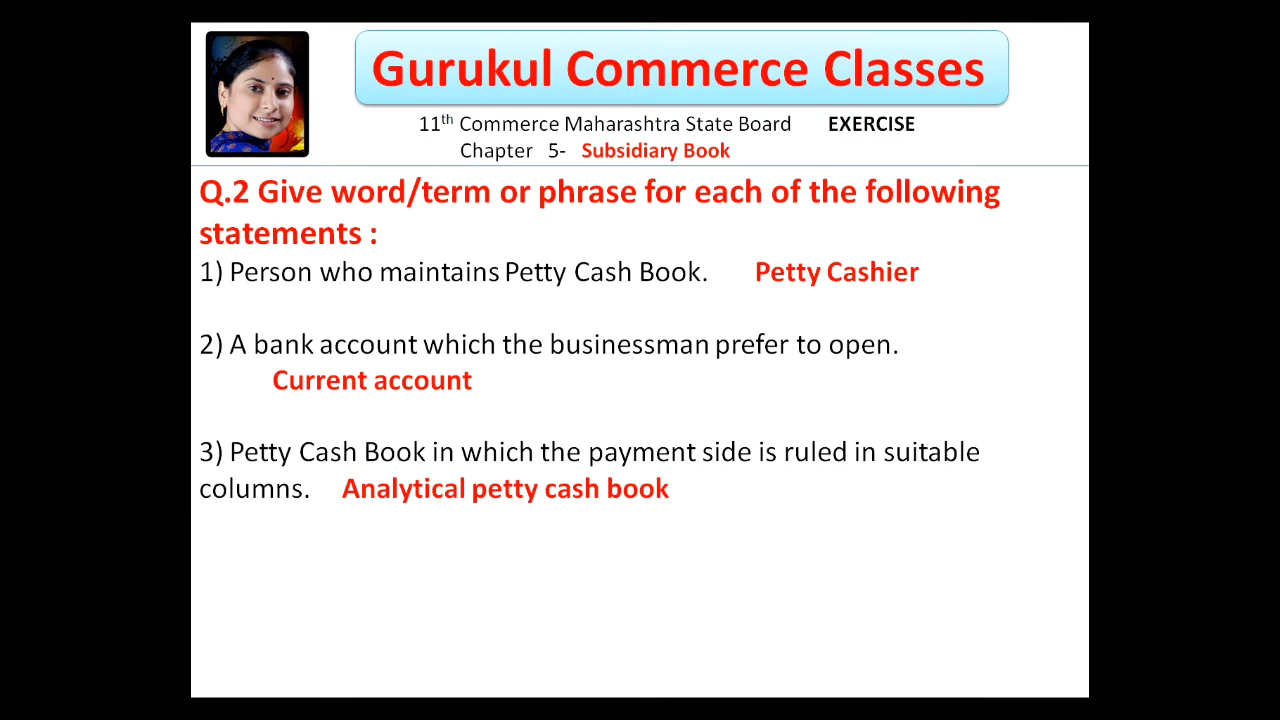 Gurukul Commerce Classes
11th Commerce Maharashtra State Board EXERCISE
Chapter 5- Subsidiary Book
Q.2 Give word/term or phrase for each of the following
statements :
1) Person who maintains Petty Cash Book. Petty Cashier
2) A bank account which the businessman prefer to open.
Current account
3) Petty Cash Book in which the payment side is ruled in suitable
columns. Analytical petty cash book